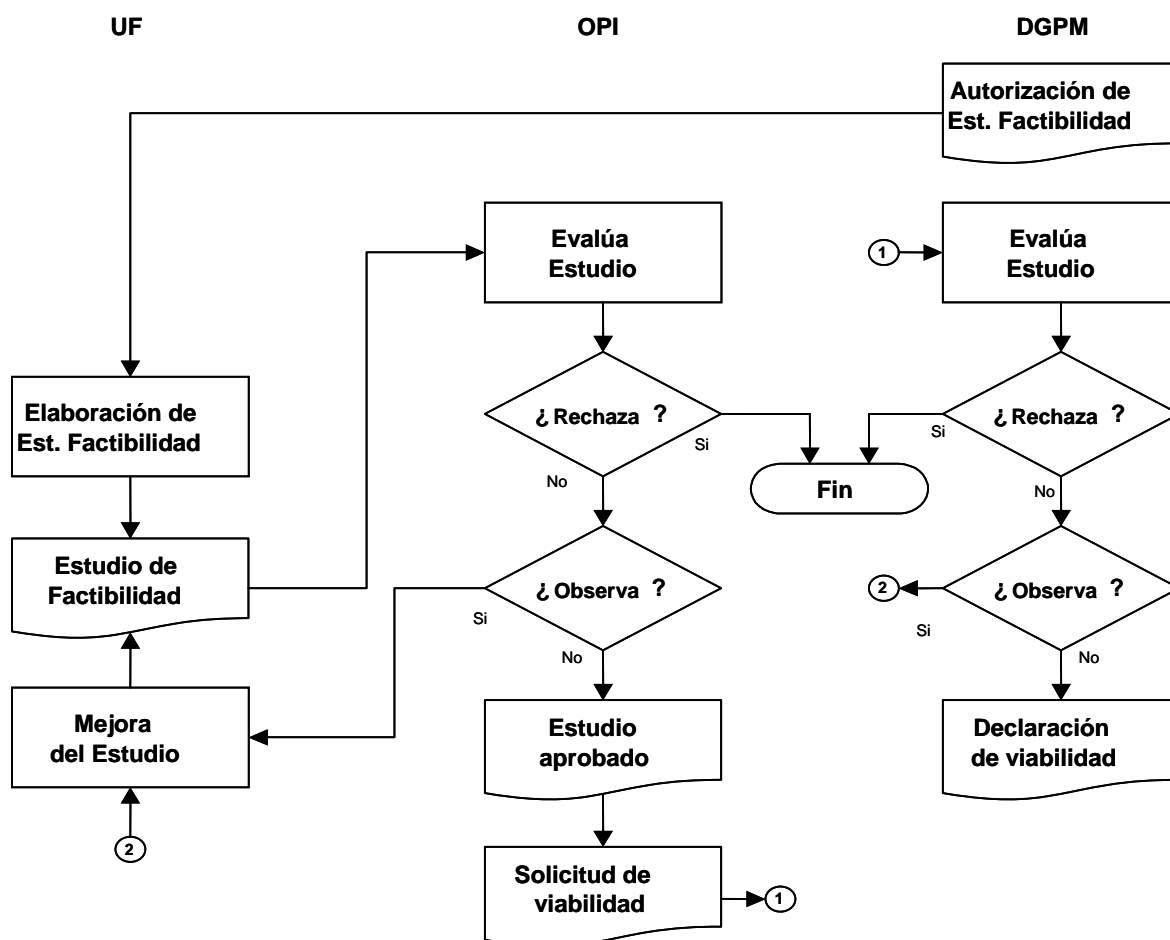 UF
OPI
DGPM
Autorización de
Est. Factibilidad
Evalúa
Estudio
1
Evalúa
Estudio
Elaboración de
Est. Factibilidad
¿ Rechaza ?
Si
No
Fin
¿ Rechaza ?
Si
No
Estudio de
Factibilidad
¿ Observa ?
Si
No
2
¿ Observa ?
Si
No
Mejora
del Estudio
2
Estudio
aprobado
Declaración
de viabilidad
Solicitud de
viabilidad
1